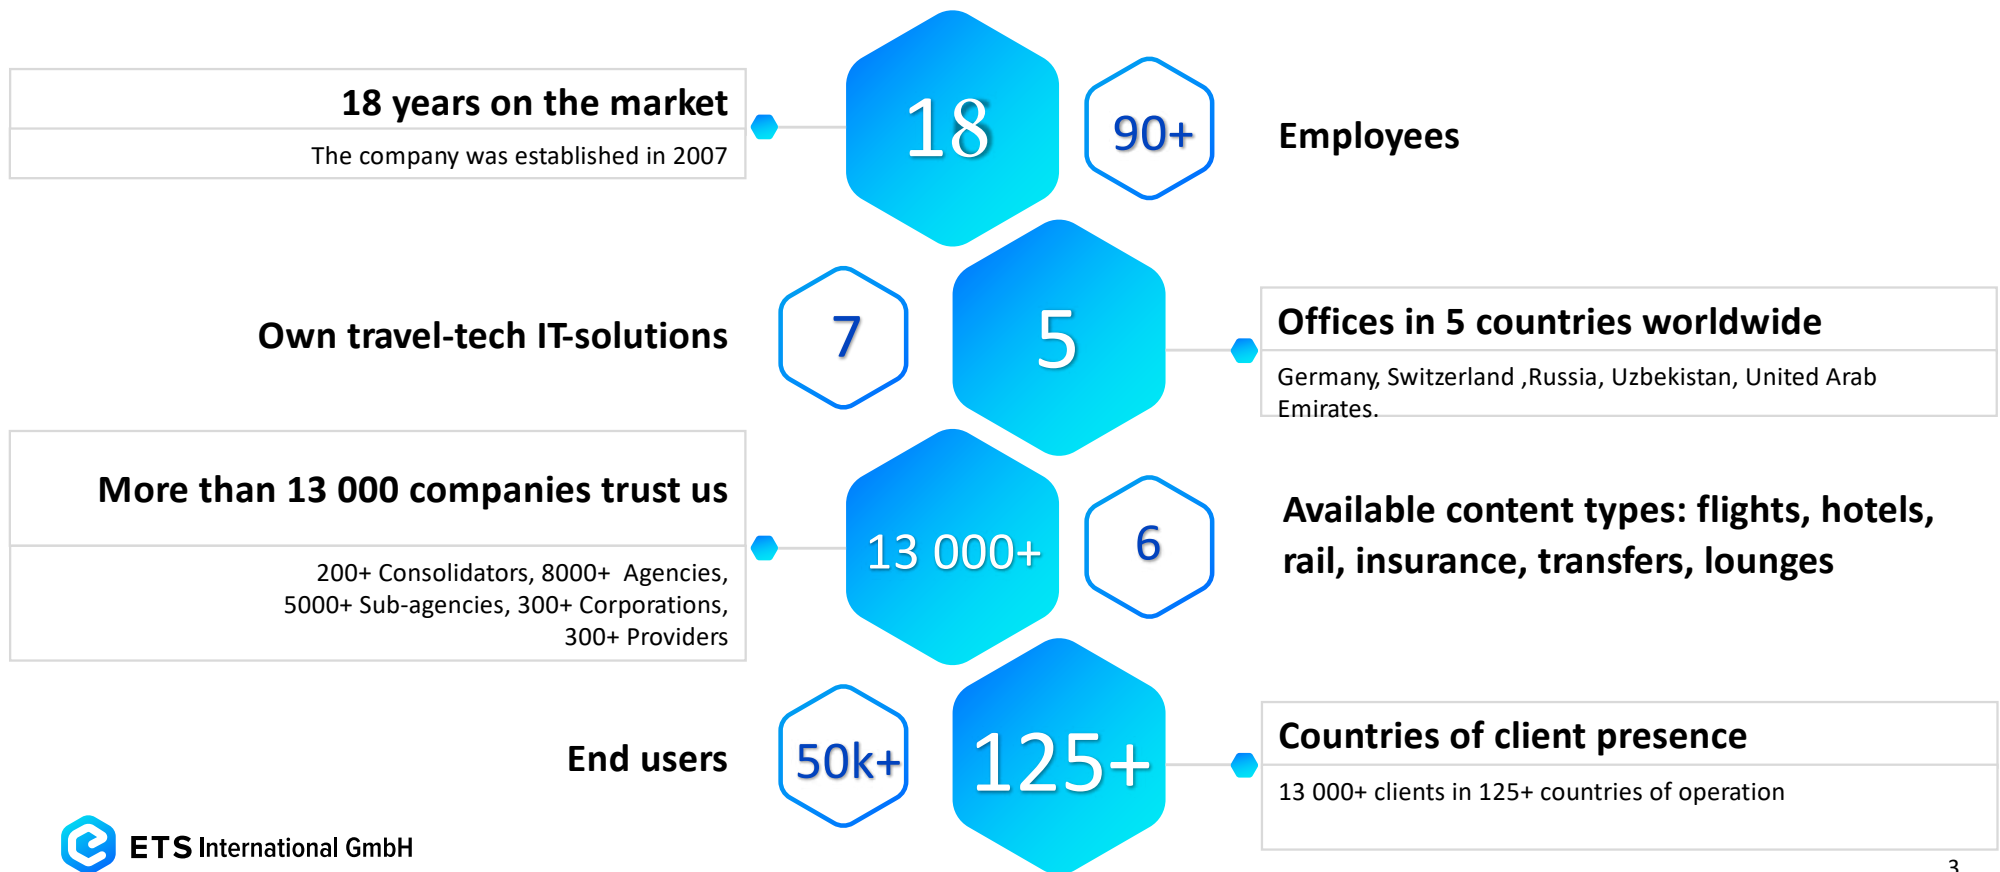 18 years on the market
The company was established in 2007
18
90+
Employees
Own travel-tech IT-solutions
7
5
Offices in 5 countries worldwide
Germany, Switzerland ,Russia, Uzbekistan, United Arab
Emirates.
More than 13 000 companies trust us
200+ Consolidators, 8000+  Agencies,
5000+ Sub-agencies, 300+ Corporations,
300+ Providers
13 000+
6
Available content types: flights, hotels,
rail, insurance, transfers, lounges
End users
50k+
125+
Countries of client presence
13 000+ clients in 125+ countries of operation
ETS International GmbH
3